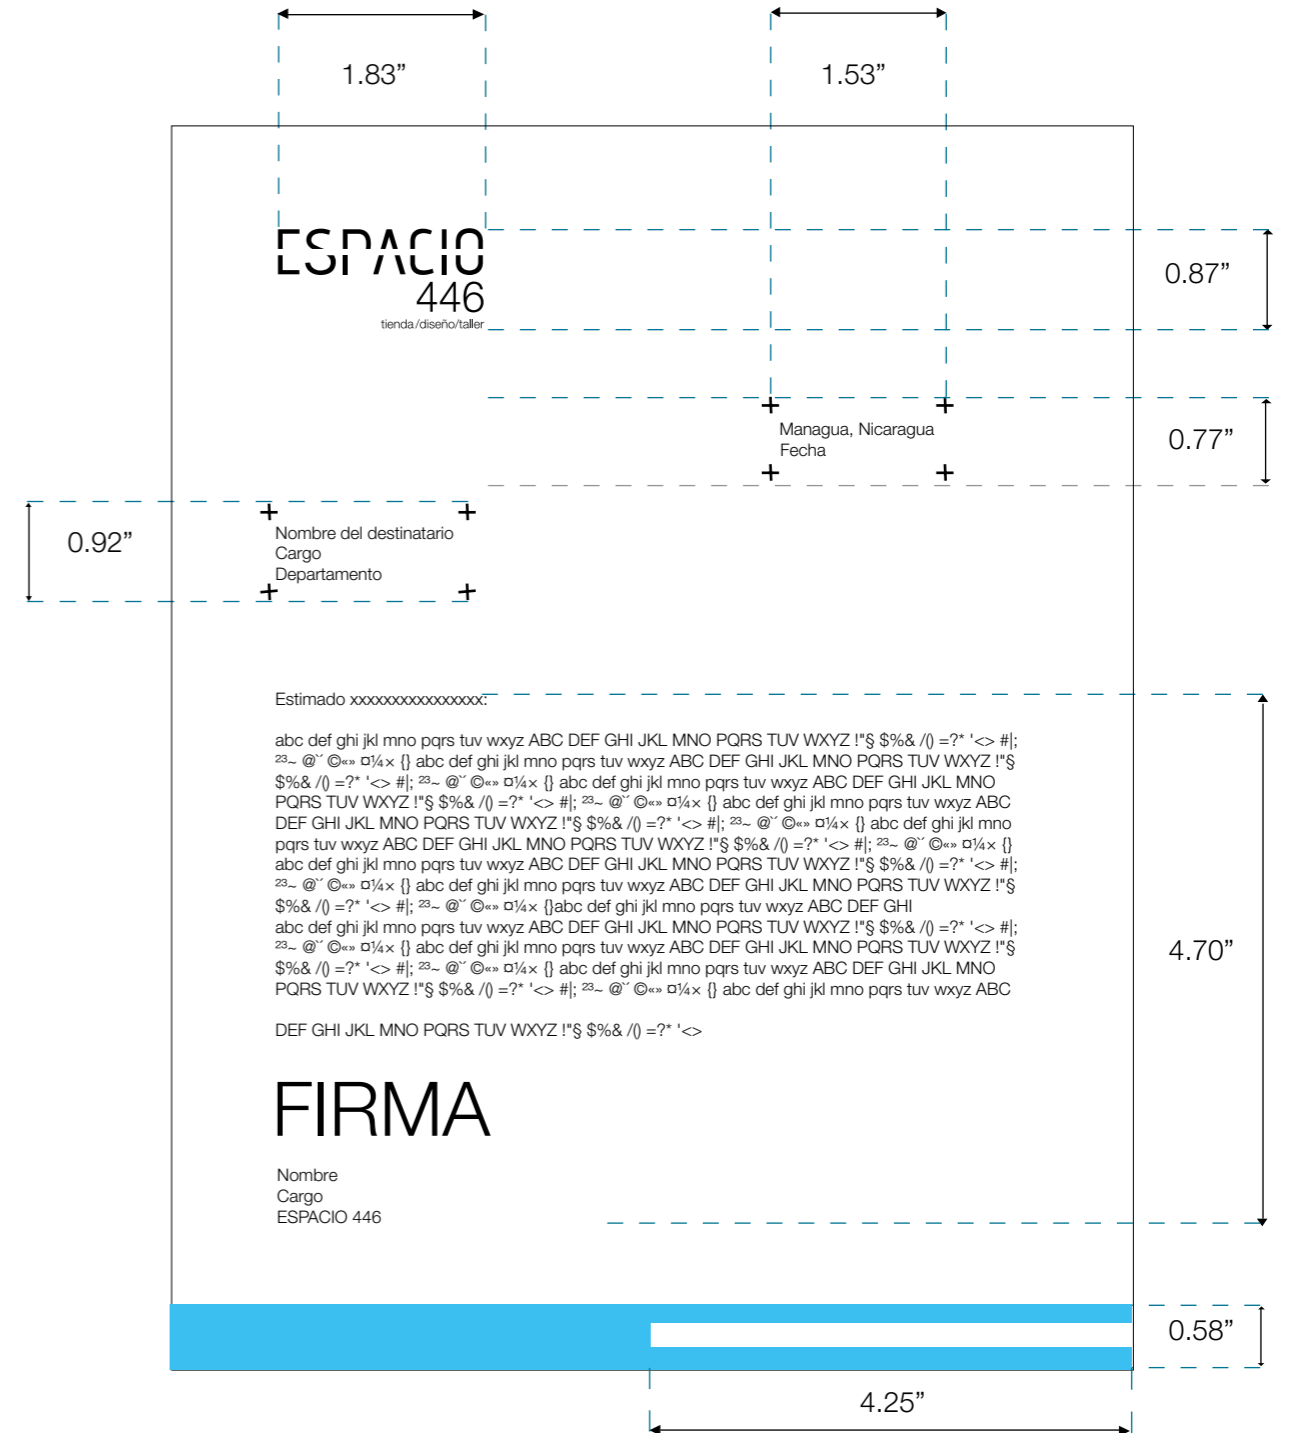 1.83”
1.53”
ESPACIO
446
tienda/diseño/taller
0.87”
Managua, Nicaragua
Fecha
0.77”
0.92”
Nombre del destinatario
Cargo
Departamento
Estimado xxxxxxxxxxxxxxxx:
abc def ghi jkl mno pqrs tuv wxyz ABC DEF GHI JKL MNO PQRS TUV WXYZ !"§ $%& /() =?* '<> #|;
²³~ @`´ ©«» ¤¼× {} abc def ghi jkl mno pqrs tuv wxyz ABC DEF GHI JKL MNO PQRS TUV WXYZ !"§
$%& /() =?* '<> #|; ²³~ @`´ ©«» ¤¼× {} abc def ghi jkl mno pqrs tuv wxyz ABC DEF GHI JKL MNO
PQRS TUV WXYZ !"§ $%& /() =?* '<> #|; ²³~ @`´ ©«» ¤¼× {} abc def ghi jkl mno pqrs tuv wxyz ABC
DEF GHI JKL MNO PQRS TUV WXYZ !"§ $%& /() =?* '<> #|; ²³~ @`´ ©«» ¤¼× {} abc def ghi jkl mno
pqrs tuv wxyz ABC DEF GHI JKL MNO PQRS TUV WXYZ !"§ $%& /() =?* '<> #|; ²³~ @`´ ©«» ¤¼× {}
abc def ghi jkl mno pqrs tuv wxyz ABC DEF GHI JKL MNO PQRS TUV WXYZ !"§ $%& /() =?* '<> #|;
²³~ @`´ ©«» ¤¼× {} abc def ghi jkl mno pqrs tuv wxyz ABC DEF GHI JKL MNO PQRS TUV WXYZ !"§
$%& /() =?* '<> #|; ²³~ @`´ ©«» ¤¼× {}abc def ghi jkl mno pqrs tuv wxyz ABC DEF GHI
abc def ghi jkl mno pqrs tuv wxyz ABC DEF GHI JKL MNO PQRS TUV WXYZ !"§ $%& /() =?* '<> #|;
²³~ @`´ ©«» ¤¼× {} abc def ghi jkl mno pqrs tuv wxyz ABC DEF GHI JKL MNO PQRS TUV WXYZ !"§
$%& /() =?* '<> #|; ²³~ @`´ ©«» ¤¼× {} abc def ghi jkl mno pqrs tuv wxyz ABC DEF GHI JKL MNO
PQRS TUV WXYZ !"§ $%& /() =?* '<> #|; ²³~ @`´ ©«» ¤¼× {} abc def ghi jkl mno pqrs tuv wxyz ABC
DEF GHI JKL MNO PQRS TUV WXYZ !"§ $%& /() =?* '<>
4.70”
FIRMA
Nombre
Cargo
ESPACIO 446
0.58”
4.25”